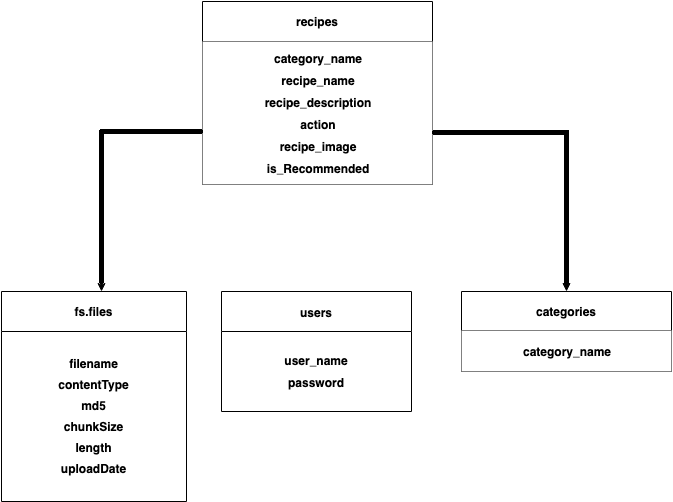 recipes
category_name
recipe_name
recipe_description
action
recipe_image
is_Recommended
fs.files
filename
contentType
md5
chunkSize
length
uploadDate
users
user_name
password
categories
category_name